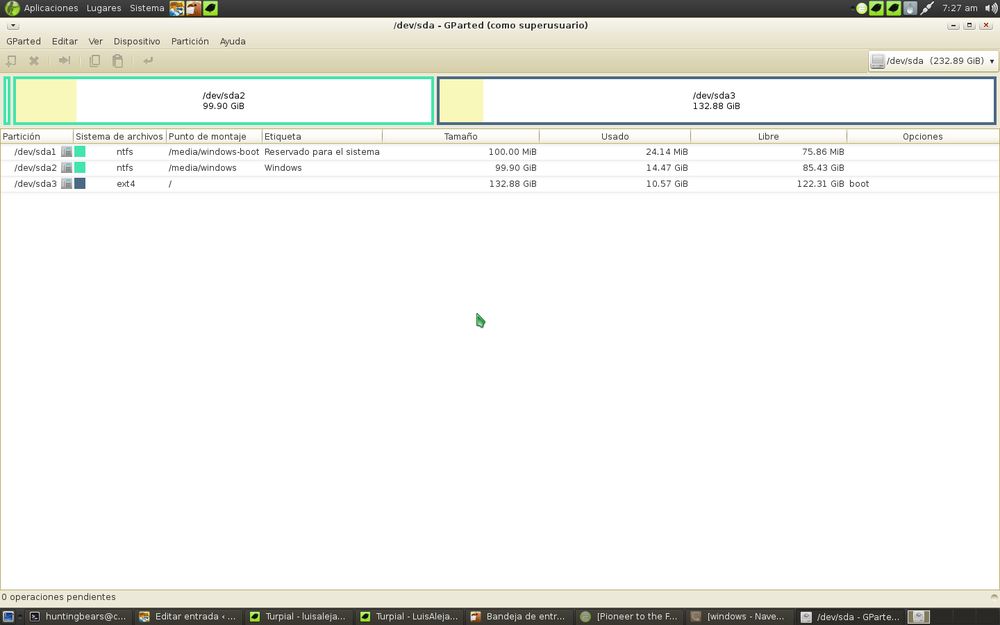 Aplicaciones Lugares Sistema 7:27 am
/dev/sda - GParted (como superusuario)
GParted Editar Ver Dispositivo Partición Ayuda
/dev/sda (232.89 GiB)
/dev/sda2
99.90 GiB
/dev/sda3
132.88 GiB
Partición Sistema de archivos Punto de montaje Etiqueta Tamaño Usado Libre Opciones
/dev/sda1 ntfs /media/windows-boot Reservado para el sistema 100.00 MiB 24.14 MiB 75.86 MiB
/dev/sda2 ntfs /media/windows Windows 99.90 GiB 14.47 GiB 85.43 GiB
/dev/sda3 ext4 / 132.88 GiB 10.57 GiB 122.31 GiB boot
0 operaciones pendientes
huntingbears@c... Editar entrada ‹ ... Turpial - luisaleja... Turpial - LuisAleja... Bandeja de entr... [Pioneer to the F... [windows - Nave... /dev/sda - GParte...